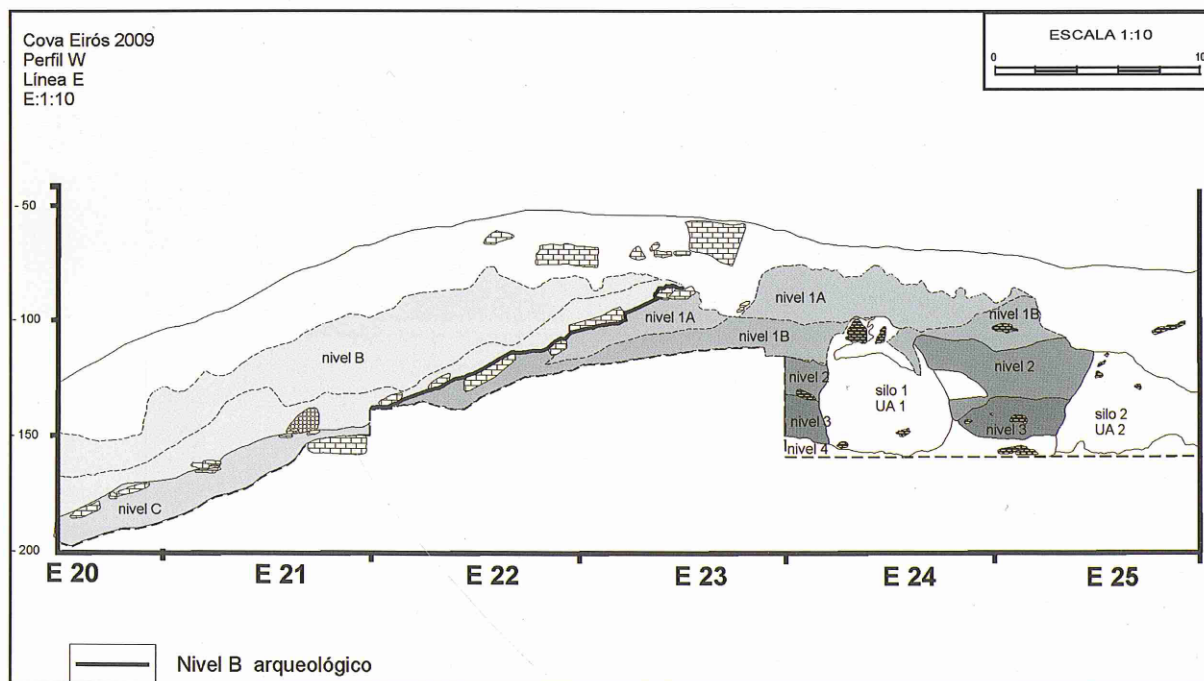 Cova Eirós 2009
Perfil W
Línea E
E:1:10
ESCALA 1:10
0 10
- 50
- 100
- 150
- 200
nivel B
nivel C
nivel 1A
nivel 1B
nivel 1A
nivel 1B
nivel 2
nivel 3
nivel 4
silo 1
UA 1
nivel 2
nivel 3
silo 2
UA 2
E 20 E 21 E 22 E 23 E 24 E 25
Nivel B arqueológico